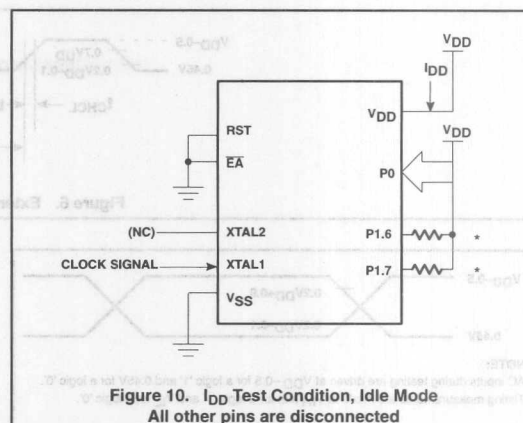 VDD
IDD
VDD
VDD
RST
EA
P0
(NC)
XTAL2
P1.6
*
CLOCK SIGNAL
XTAL1
P1.7
*
VSS
Figure 10. IDD Test Condition, Idle Mode
All other pins are disconnected